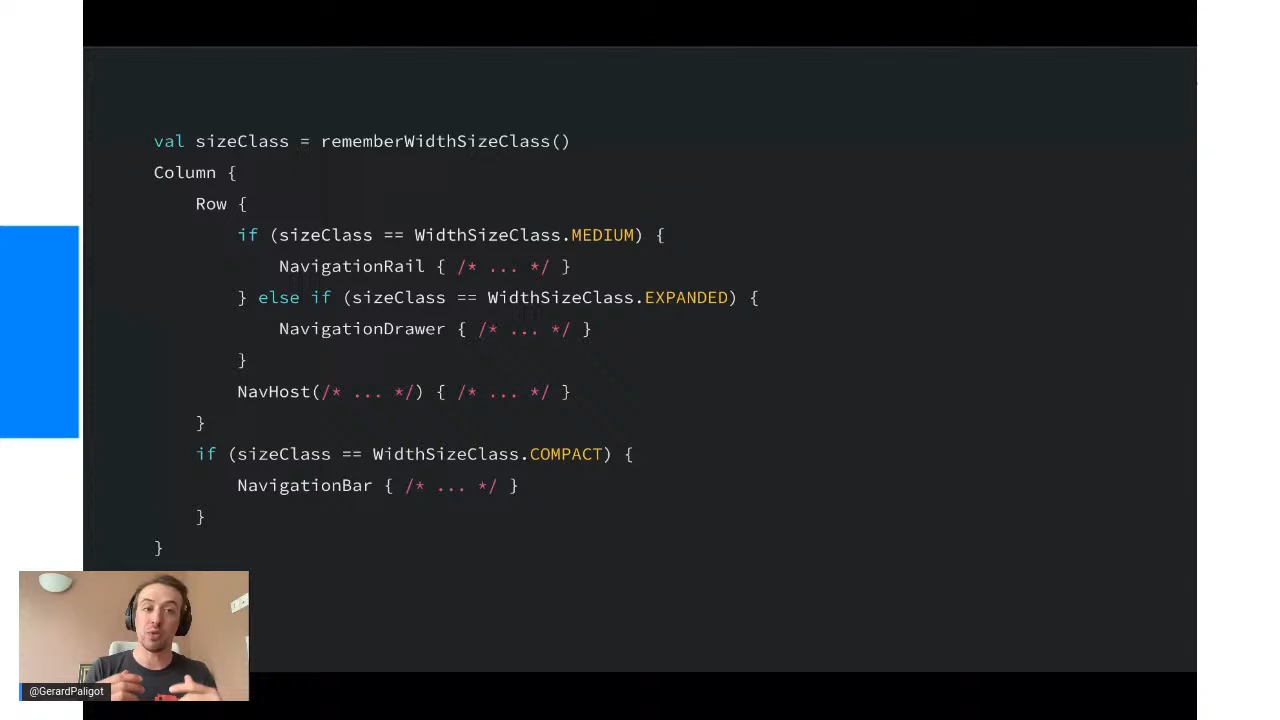 val sizeClass = rememberWidthSizeClass()
Column {
    Row {
        if (sizeClass == WidthSizeClass.MEDIUM) {
            NavigationRail { /* ... */ }
        } else if (sizeClass == WidthSizeClass.EXPANDED) {
            NavigationDrawer { /* ... */ }
        }
        NavHost(/* ... */) { /* ... */ }
    }
    if (sizeClass == WidthSizeClass.COMPACT) {
        NavigationBar { /* ... */ }
    }
}
@GerardPaligot